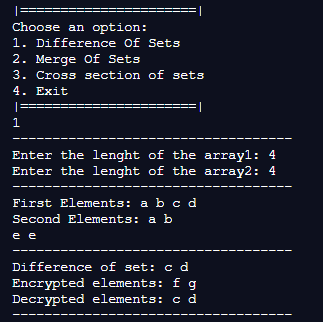 |======================|
Choose an option:
1. Difference Of Sets
2. Merge Of Sets
3. Cross section of sets
4. Exit
|======================|
1
-----------------------------------
Enter the lenght of the array1: 4
Enter the lenght of the array2: 4
-----------------------------------
First Elements: a b c d
Second Elements: a b
e e
-----------------------------------
Difference of set: c d
Encrypted elements: f g
Decrypted elements: c d
-----------------------------------